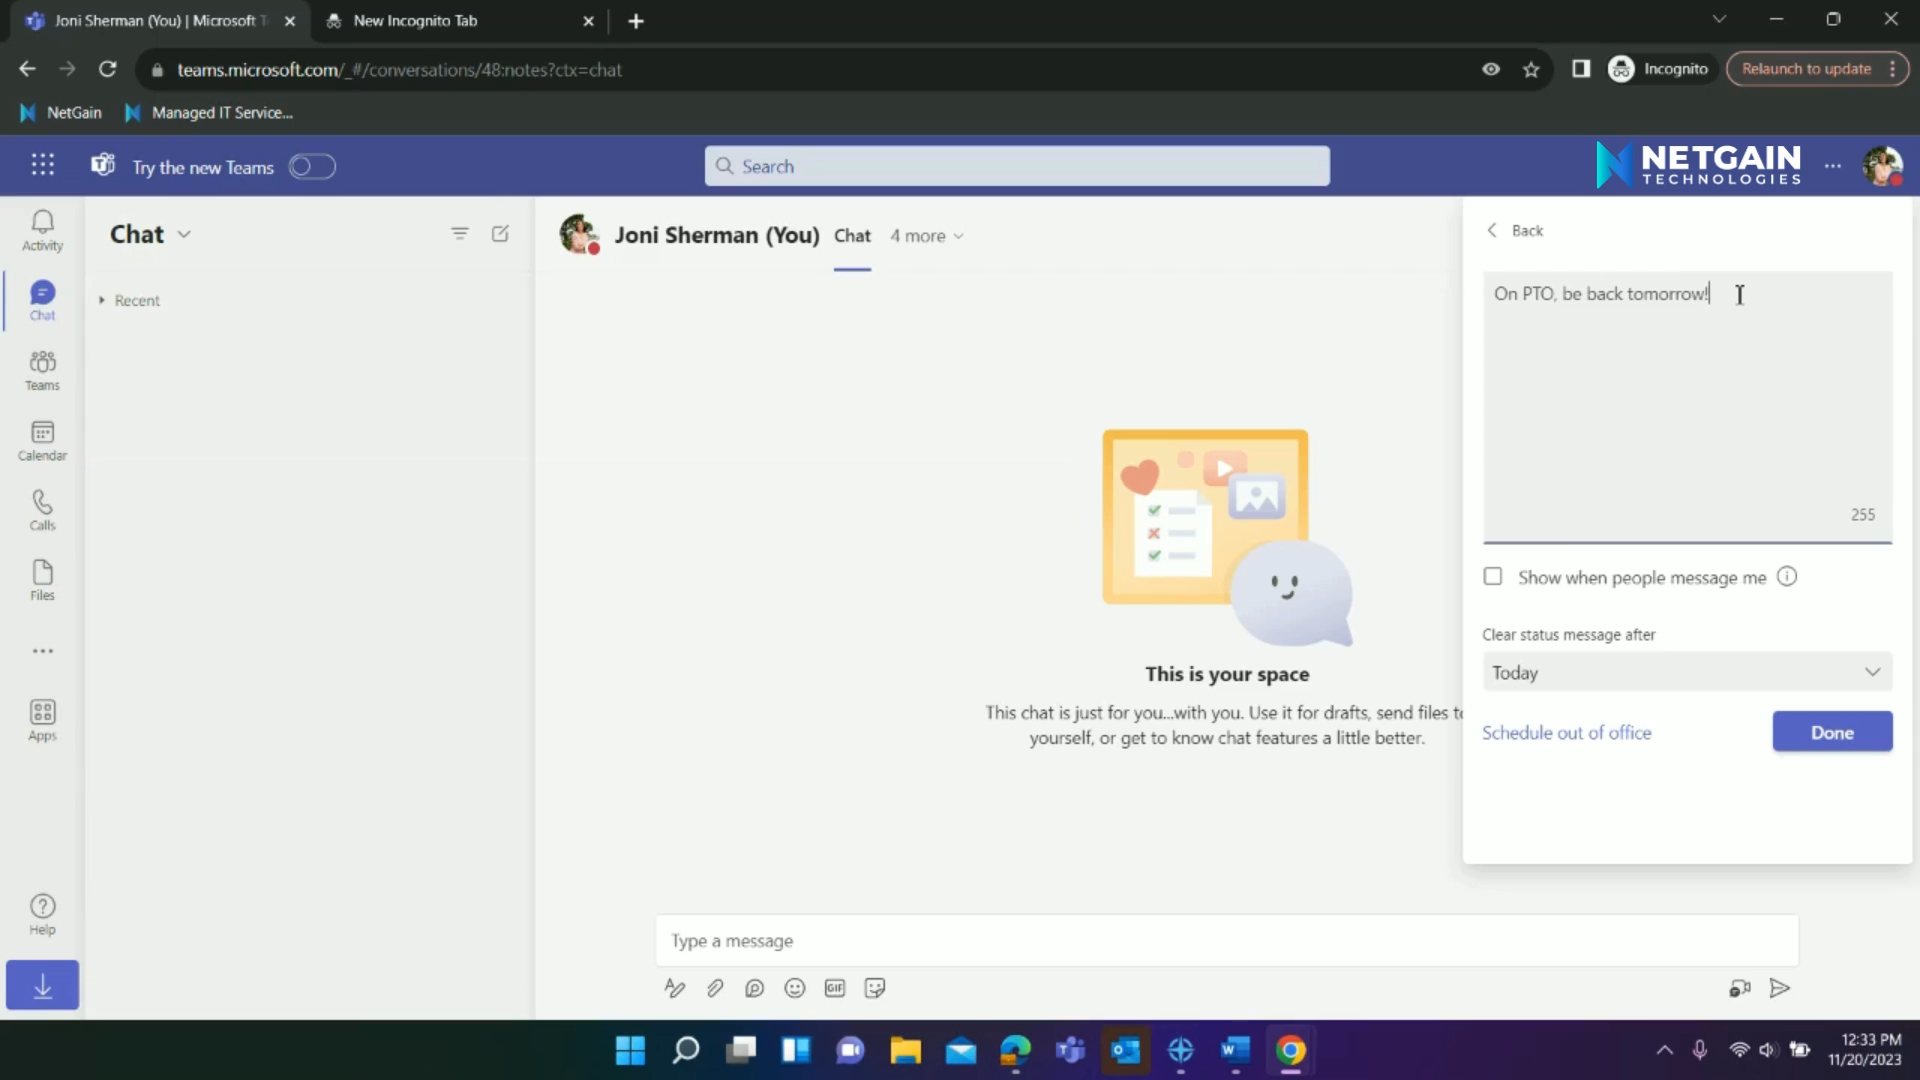 Joni Sherman (You) | Microsoft T
New Incognito Tab
teams.microsoft.com/_#/conversations/48:notes?ctx=chat
Incognito
Relaunch to update
NetGain
Managed IT Service...
Try the new Teams
Search
NETGAIN
TECHNOLOGIES
Activity
Chat
Teams
Calendar
Calls
Files
Apps
Help
Chat
Recent
Joni Sherman (You)
Chat
4 more
This is your space
This chat is just for you...with you. Use it for drafts, send files to
yourself, or get to know chat features a little better.
Type a message
GIF
Back
On PTO, be back tomorrow!
255
Show when people message me
Clear status message after
Today
Schedule out of office
Done
12:33 PM
11/20/2023